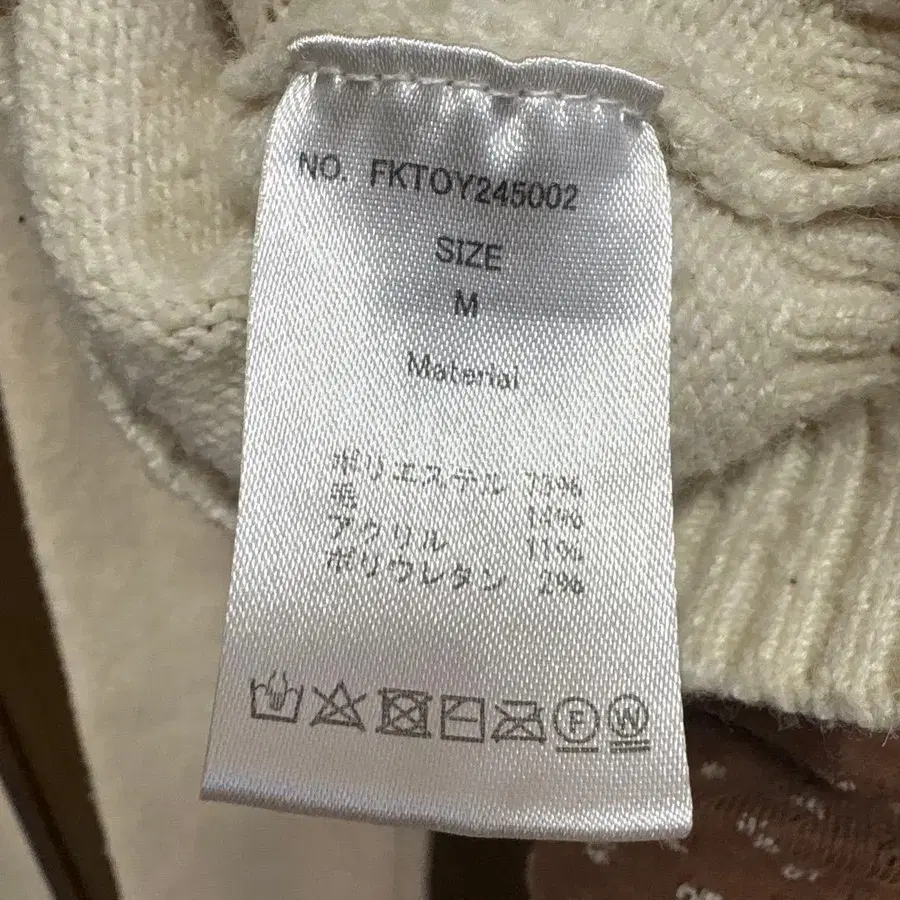 NO. FKTOY245002
SIZE
M
Material
ポリエステル 73%
毛 14%
アクリル 11%
ポリウレタン 2%
F W